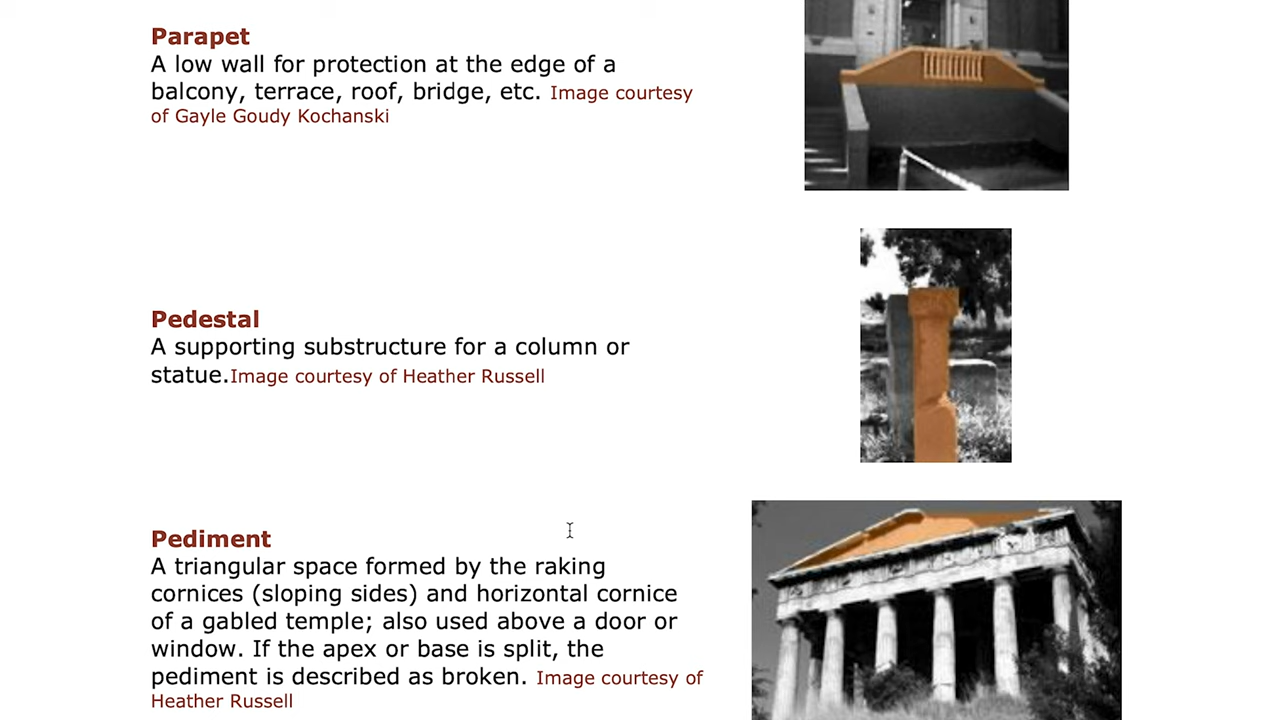 Parapet
A low wall for protection at the edge of a
balcony, terrace, roof, bridge, etc. Image courtesy
of Gayle Goudy Kochanski
Pedestal
A supporting substructure for a column or
statue.Image courtesy of Heather Russell
Pediment
A triangular space formed by the raking
cornices (sloping sides) and horizontal cornice
of a gabled temple; also used above a door or
window. If the apex or base is split, the
pediment is described as broken. Image courtesy of
Heather Russell